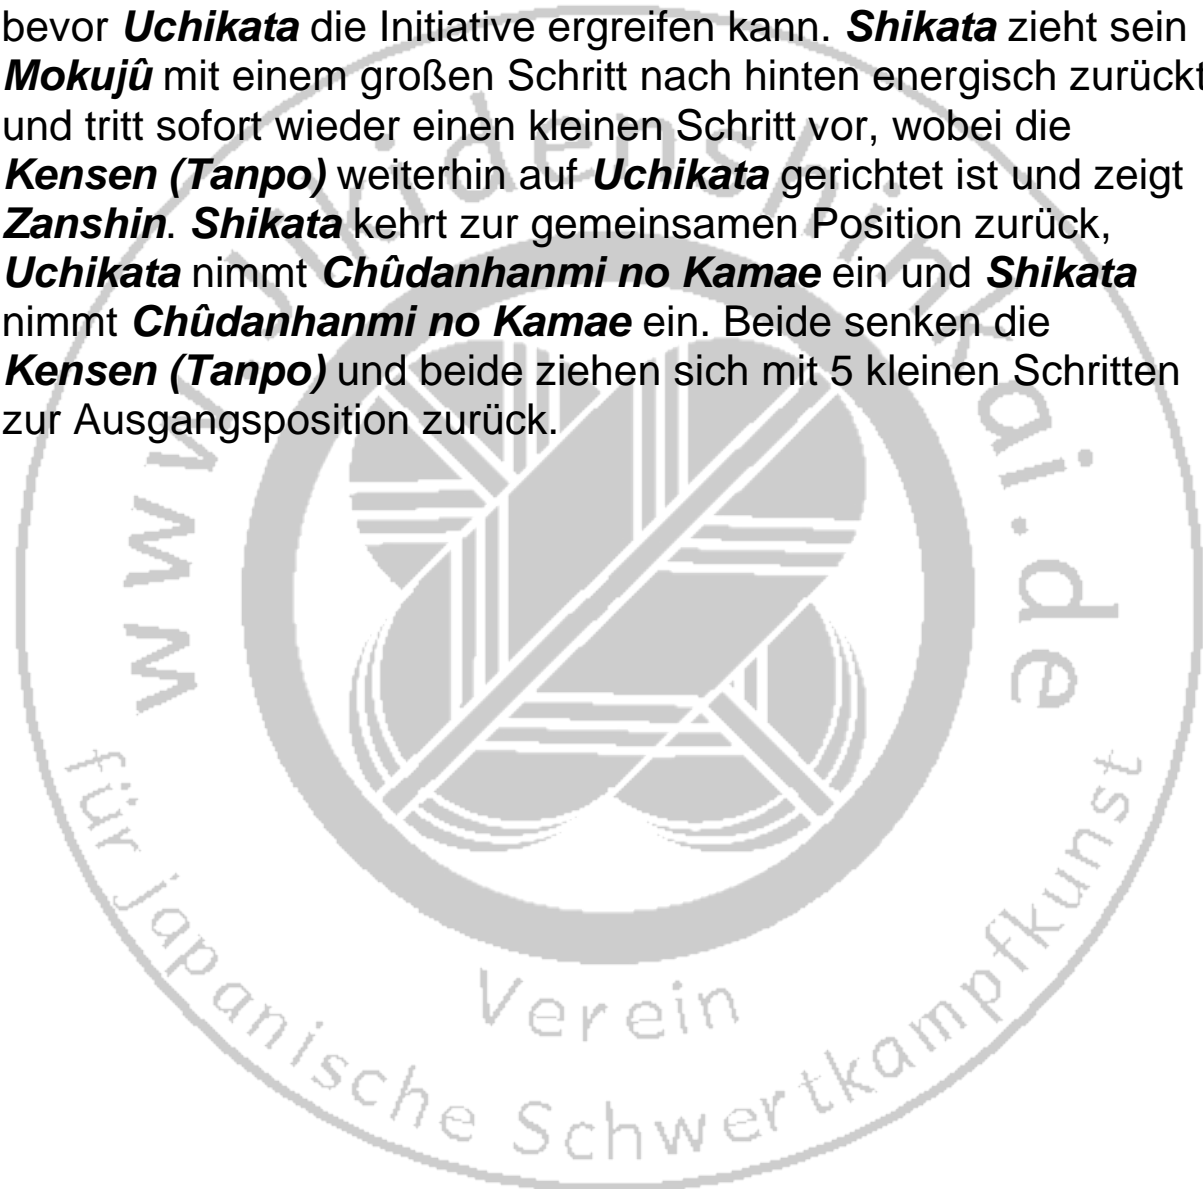 bevor Uchikata die Initiative ergreifen kann. Shikata zieht sein
Mokujû mit einem großen Schritt nach hinten energisch zurückt
und tritt sofort wieder einen kleinen Schritt vor, wobei die
Kensen (Tanpo) weiterhin auf Uchikata gerichtet ist und zeigt
Zanshin. Shikata kehrt zur gemeinsamen Position zurück,
Uchikata nimmt Chûdanhanmi no Kamae ein und Shikata
nimmt Chûdanhanmi no Kamae ein. Beide senken die
Kensen (Tanpo) und beide ziehen sich mit 5 kleinen Schritten
zur Ausgangsposition zurück.
www.Jikidenshinkai.de
Verein
für japanische Schwertkampfkunst